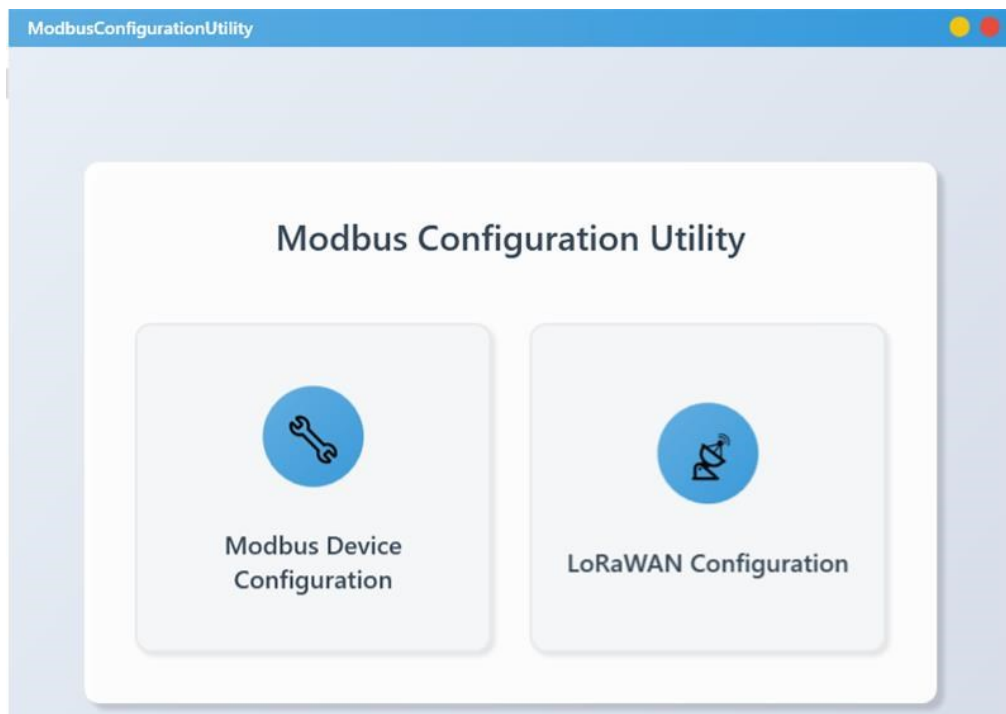 ModbusConfigurationUtility
Modbus Configuration Utility
Modbus Device
Configuration
LoRaWAN Configuration